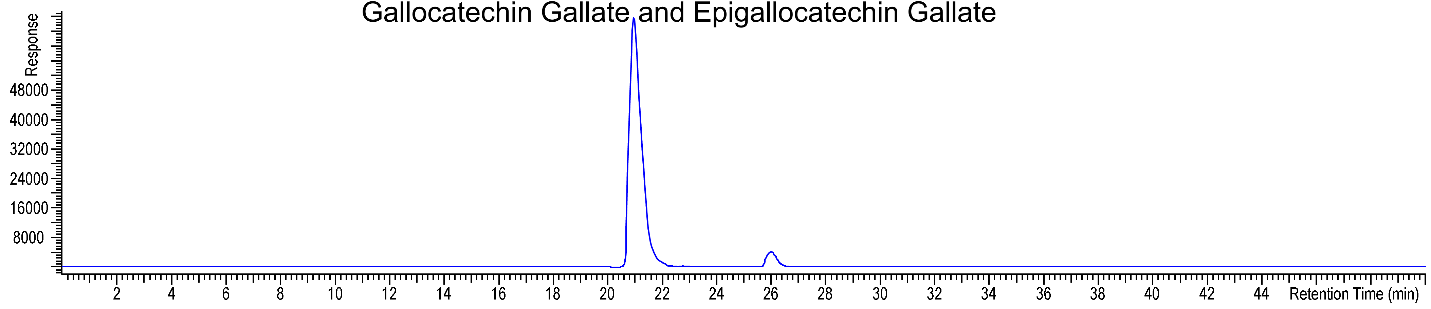 Gallocatechin Gallate and Epigallocatechin Gallate
Response
48000
40000
32000
24000
16000
8000
2 4 6 8 10 12 14 16 18 20 22 24 26 28 30 32 34 36 38 40 42 44 Retention Time (min)